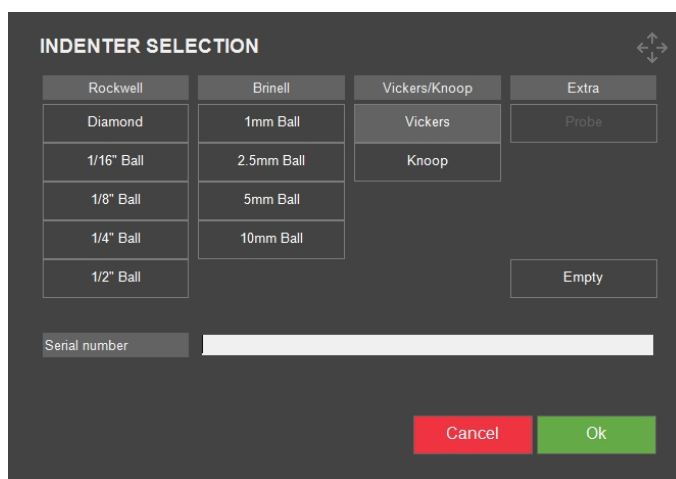 INDENTER SELECTION
Rockwell Brinell Vickers/Knoop Extra
Diamond 1mm Ball Vickers Probe
1/16" Ball 2.5mm Ball Knoop
1/8" Ball 5mm Ball
1/4" Ball 10mm Ball
1/2" Ball Empty
Serial number
Cancel Ok